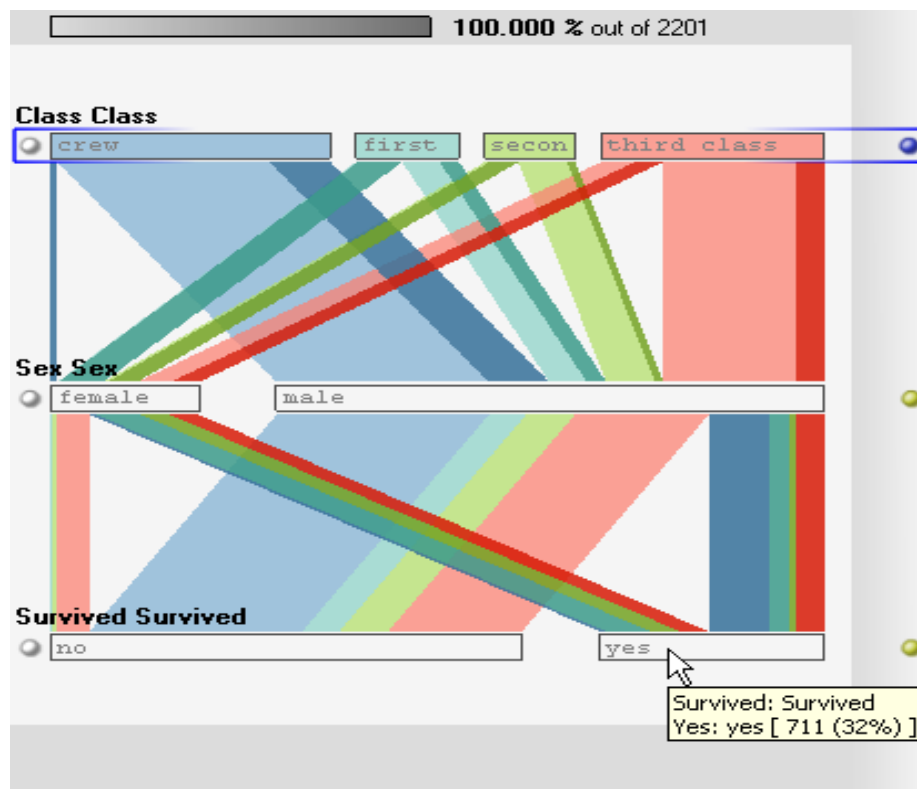 100.000 % out of 2201
Class Class
crew first secon third class
Sex Sex
female male
Survived Survived
no yes
Survived: Survived
Yes: yes [ 711 (32%) ]